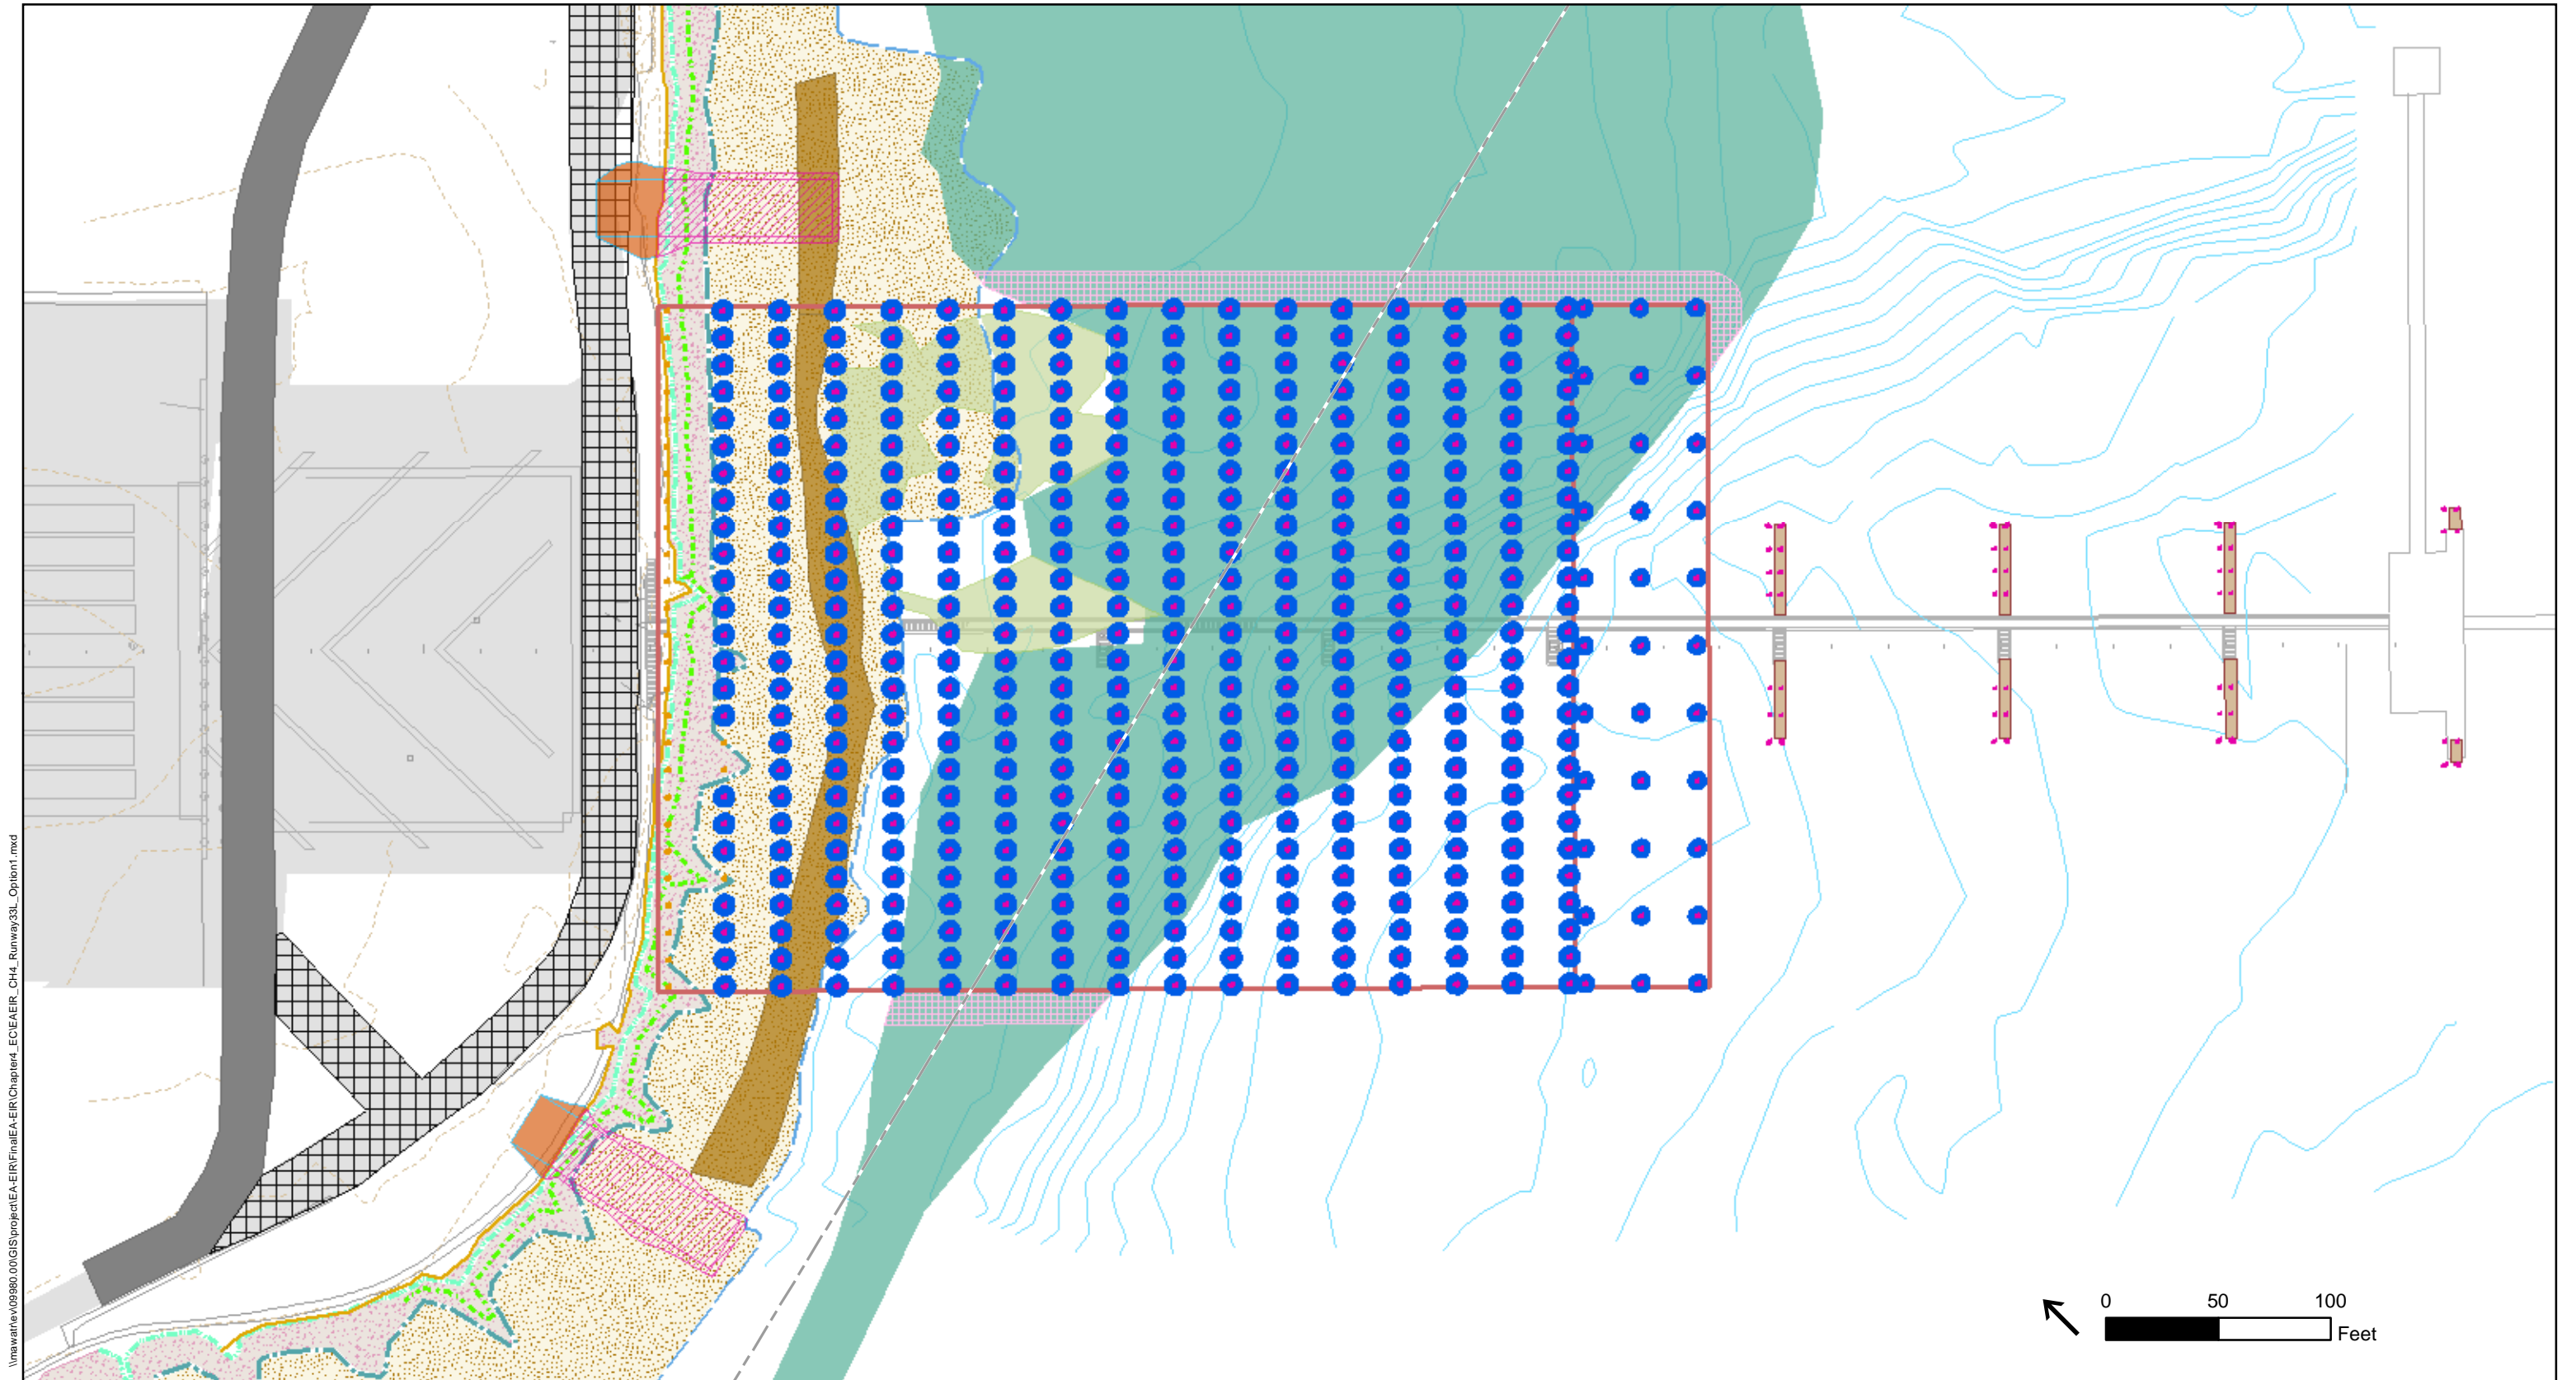 \\mawatr\ev\09980.00\GIS\project\EA-EIR\FinalEA-EIR\Chapter4_EC\EAEIR_CH4_Runway33L_Option1.mxd
0 50 100
Feet